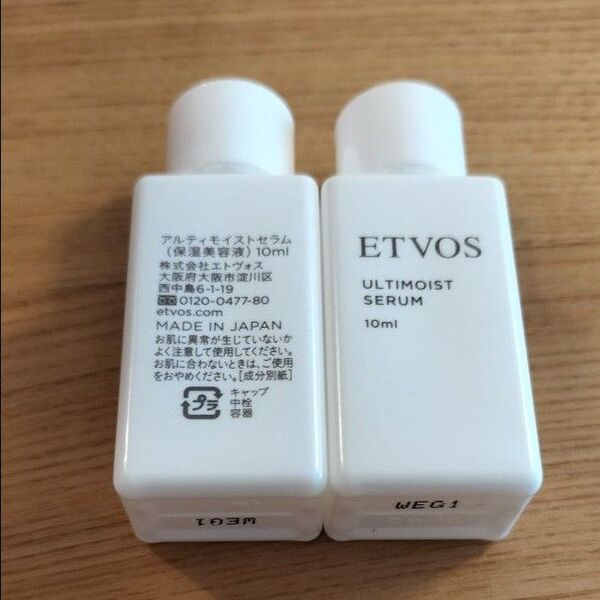 アルティモイストセラム
(保湿美容液) 10ml
株式会社エトヴォス
大阪府大阪市淀川区
西中島6-1-19
0120-0477-80
etvos.com
MADE IN JAPAN
お肌に異常が生じていないか
よく注意して使用してください。
お肌に合わないときは、ご使用
をおやめください。[成分別紙]
プラ
キャップ
中栓
容器
WEG1
ETVOS
ULTIMOIST
SERUM
10ml
WEG1